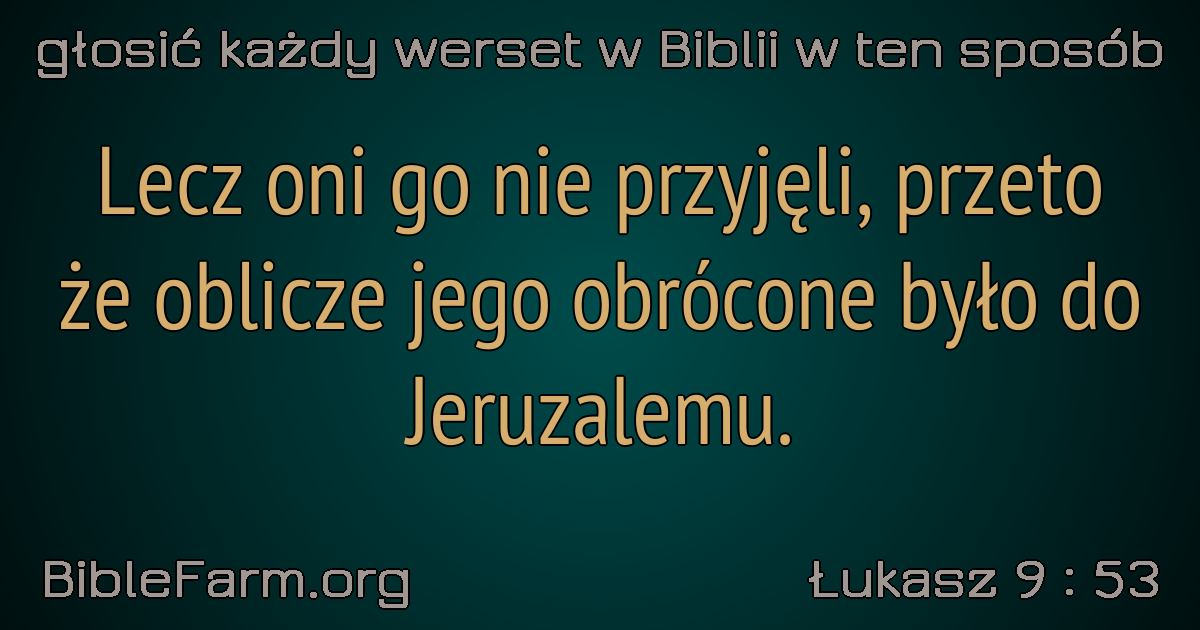 głosić każdy werset w Biblii w ten sposób
Lecz oni go nie przyjęli, przeto
że oblicze jego obrócone było do
Jeruzalemu.
BibleFarm.org
Łukasz 9 : 53